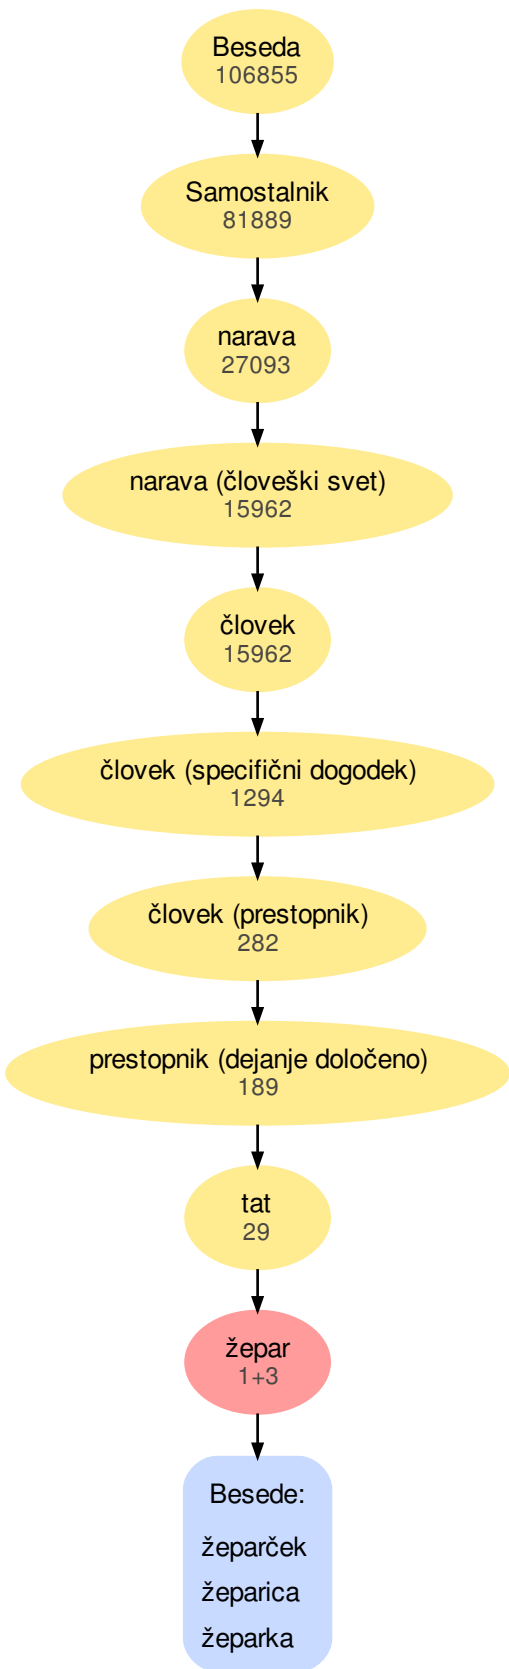 Beseda
106855
Samostalnik
81889
narava
27093
narava (človeški svet)
15962
človek
15962
človek (specifični dogodek)
1294
človek (prestopnik)
282
prestopnik (dejanje določeno)
189
tat
29
žepar
1+3
Besede:
žeparček
žeparica
žeparka